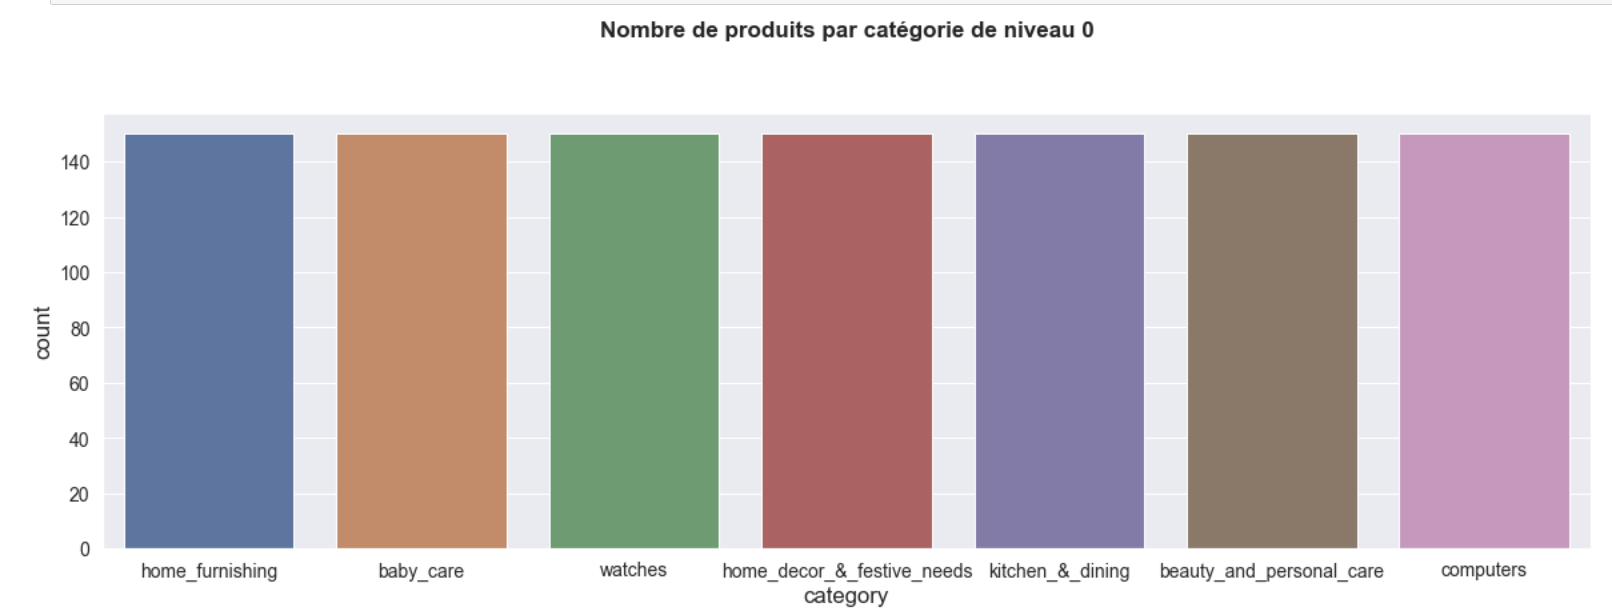 Nombre de produits par catégorie de niveau 0
140
120
100
80
60
40
20
0
count
home_furnishing baby_care watches home_decor_&_festive_needs kitchen_&_dining beauty_and_personal_care computers
category